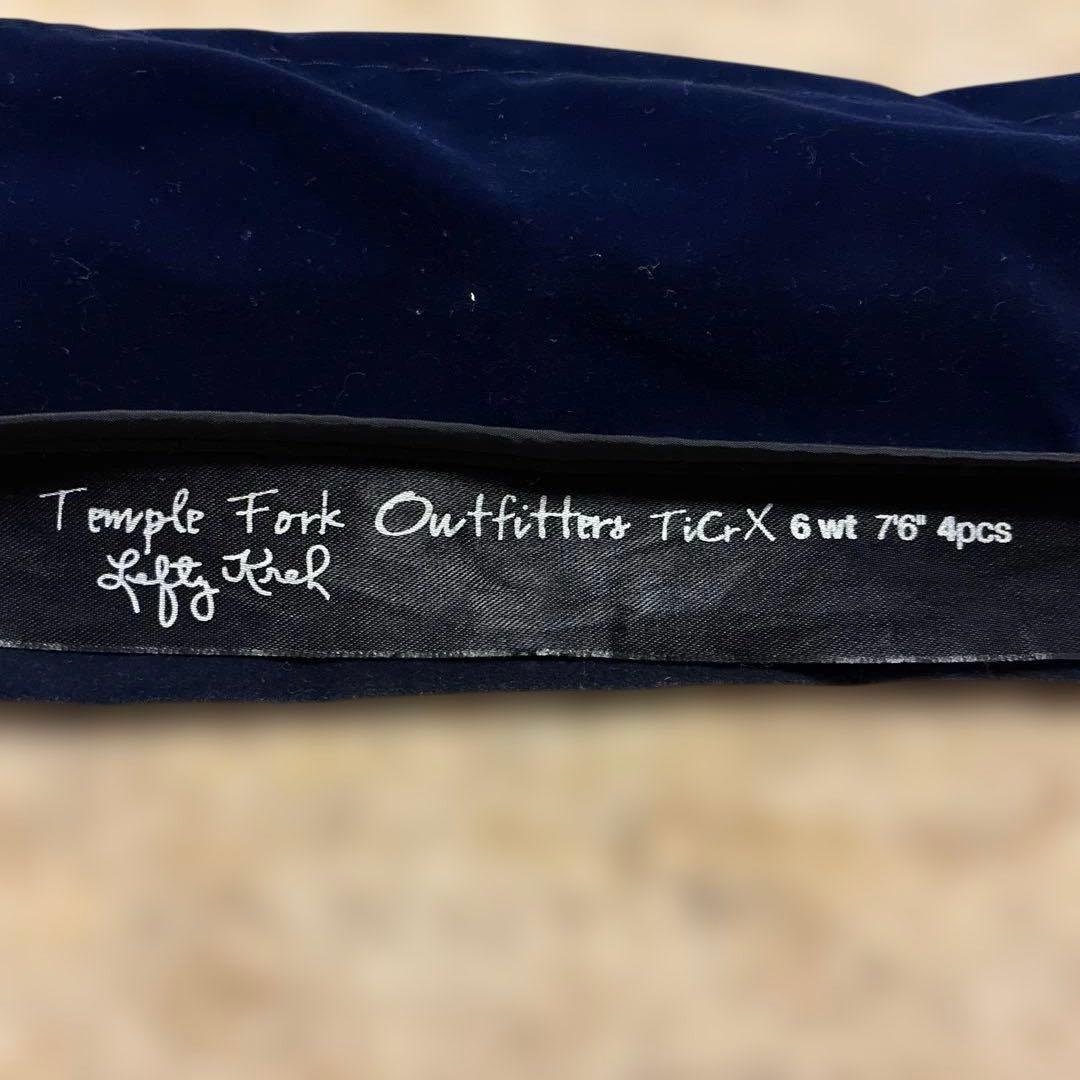 Temple Fork Outfitters TiCrX 6 wt 7'6" 4pcs
Lefty Kreh